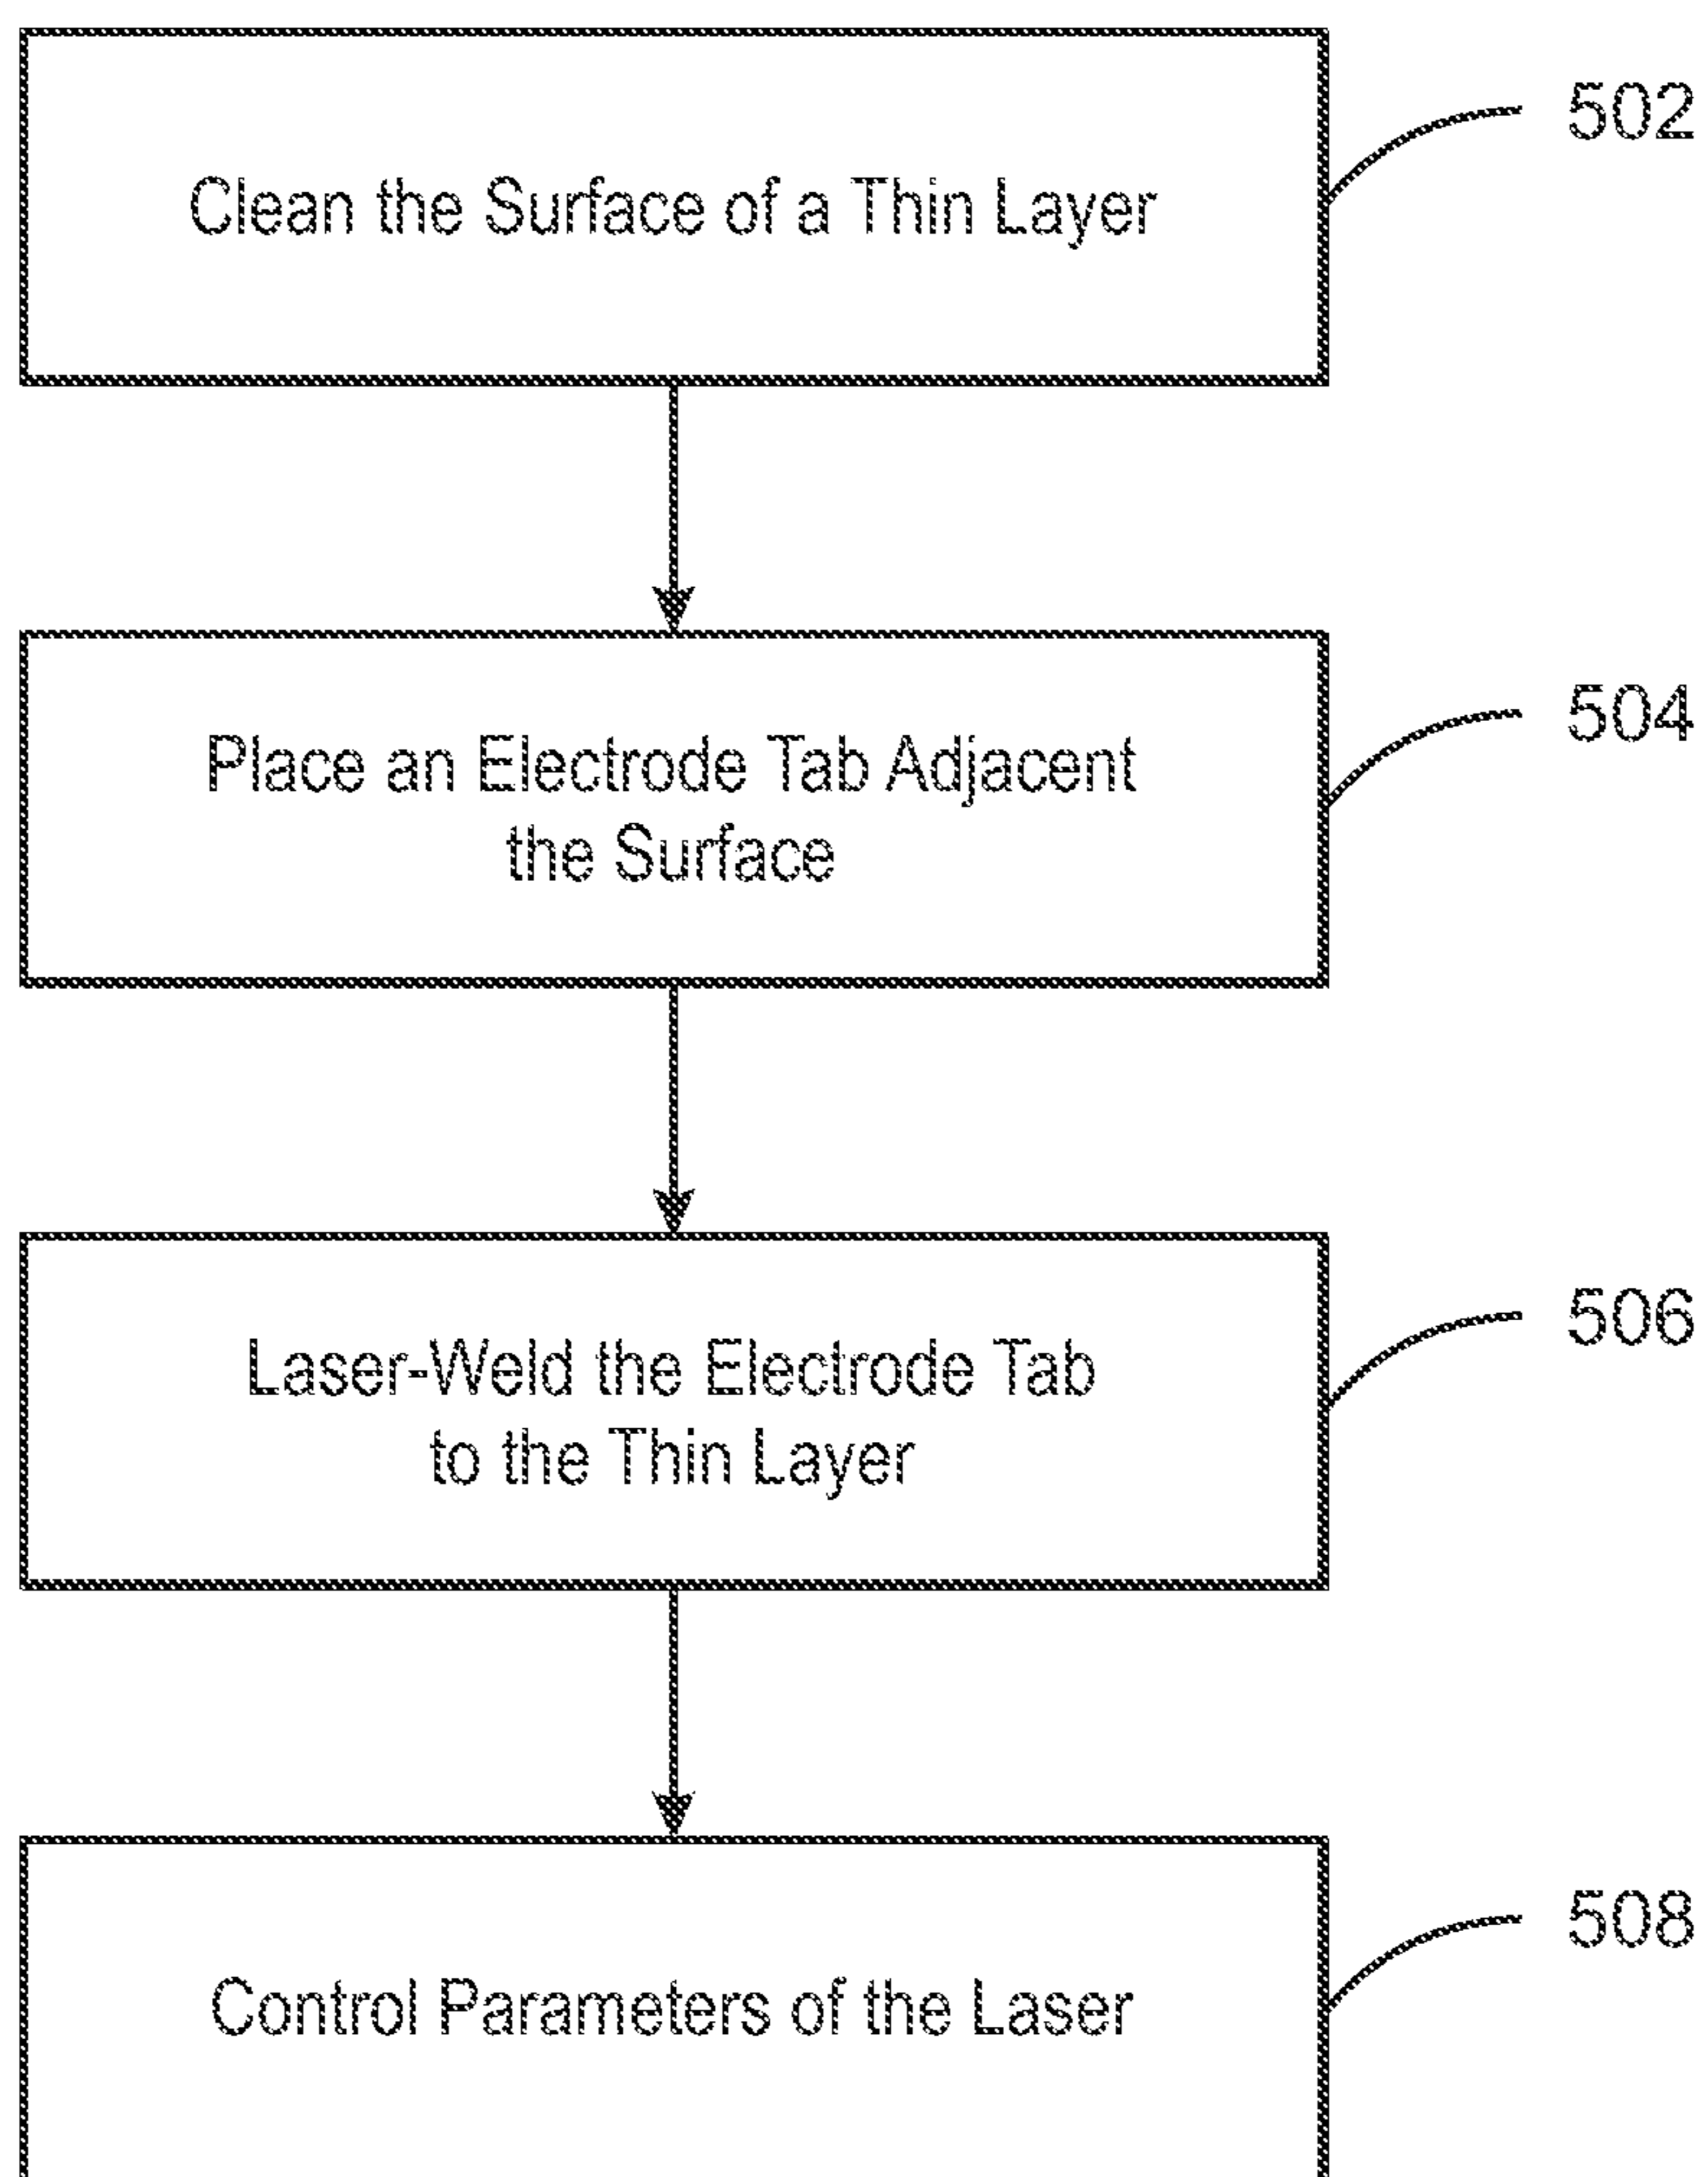 Clean the Surface of a Thin Layer
502
Place an Electrode Tab Adjacent
the Surface
504
Laser-Weld the Electrode Tab
to the Thin Layer
506
Control Parameters of the Laser
508